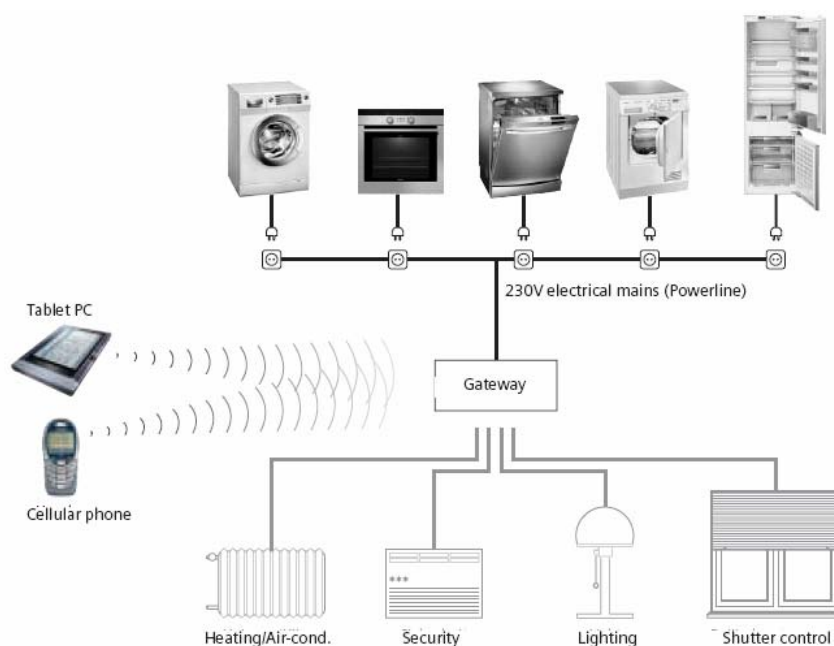 230V electrical mains (Powerline)
Tablet PC
Gateway
Cellular phone
Heating/Air-cond.
Security
Lighting
Shutter control